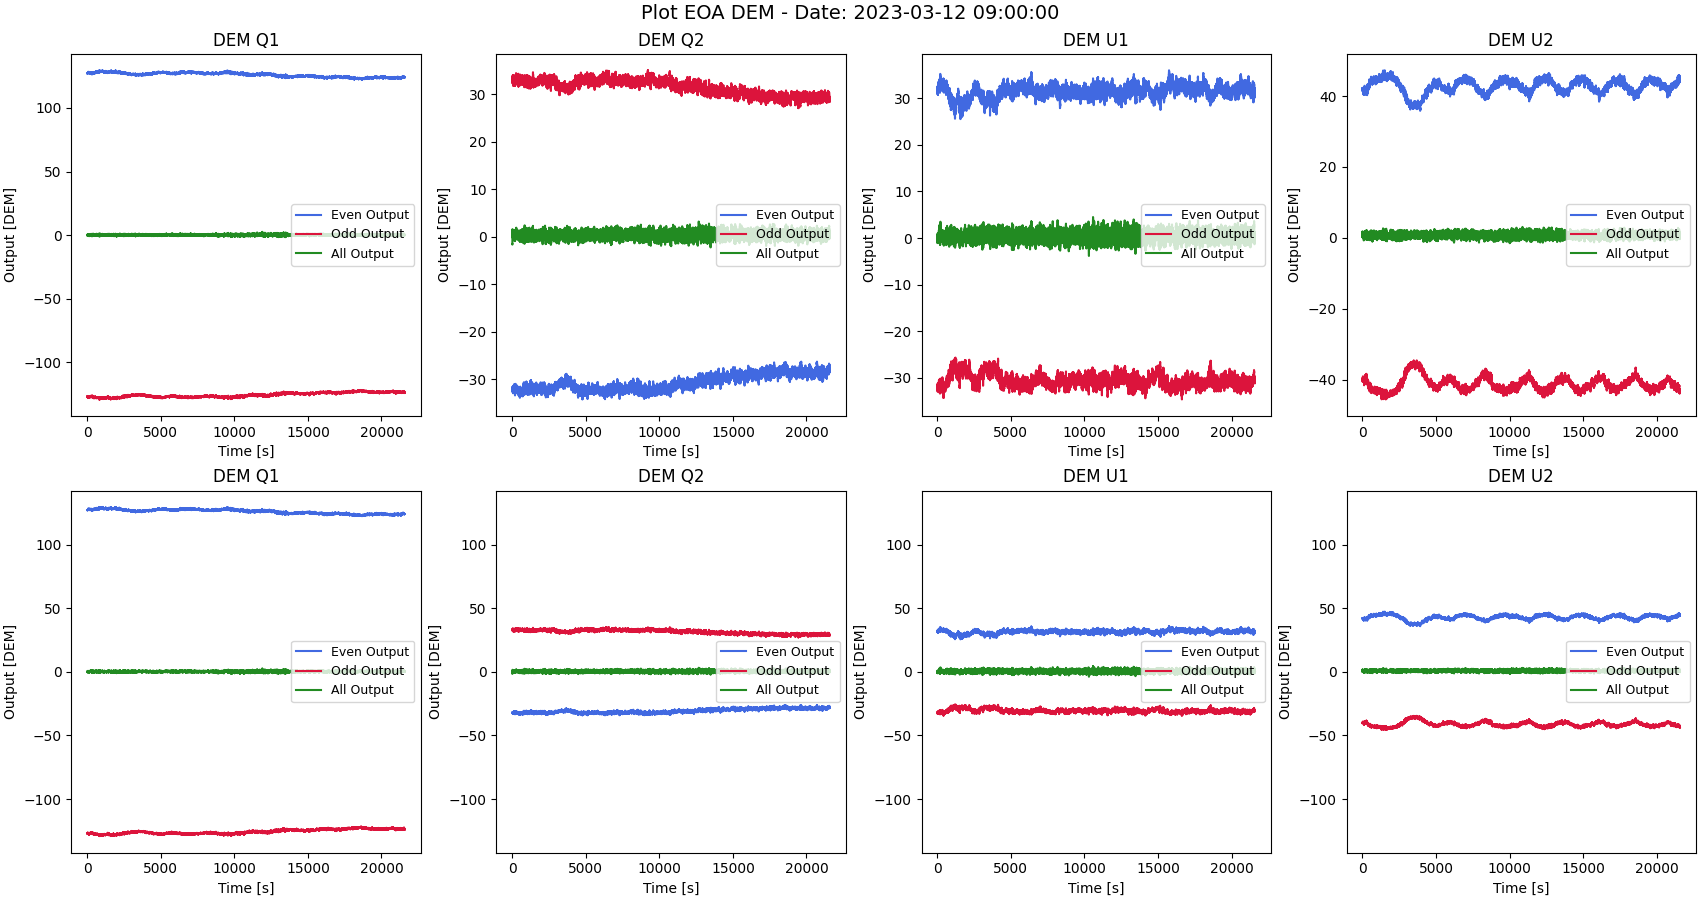 Plot EOA DEM - Date: 2023-03-12 09:00:00
DEM Q1
Output [DEM]
100
50
0
−50
−100
Even Output
Odd Output
All Output
0 5000 10000 15000 20000
Time [s]
DEM Q2
Output [DEM]
30
20
10
0
−10
−20
−30
Even Output
Odd Output
All Output
0 5000 10000 15000 20000
Time [s]
DEM U1
Output [DEM]
30
20
10
0
−10
−20
−30
Even Output
Odd Output
All Output
0 5000 10000 15000 20000
Time [s]
DEM U2
Output [DEM]
40
20
0
−20
−40
Even Output
Odd Output
All Output
0 5000 10000 15000 20000
Time [s]
DEM Q1
Output [DEM]
100
50
0
−50
−100
Even Output
Odd Output
All Output
0 5000 10000 15000 20000
Time [s]
DEM Q2
Output [DEM]
100
50
0
−50
−100
Even Output
Odd Output
All Output
0 5000 10000 15000 20000
Time [s]
DEM U1
Output [DEM]
100
50
0
−50
−100
Even Output
Odd Output
All Output
0 5000 10000 15000 20000
Time [s]
DEM U2
Output [DEM]
100
50
0
−50
−100
Even Output
Odd Output
All Output
0 5000 10000 15000 20000
Time [s]